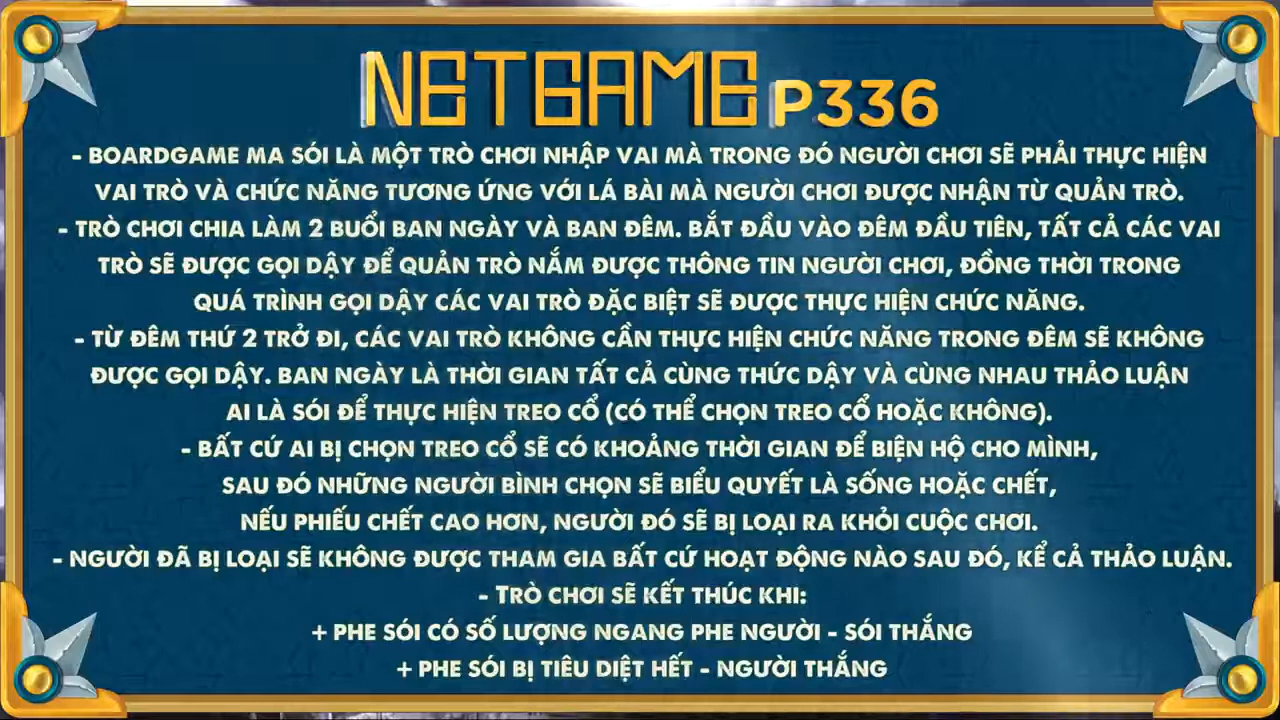 NETGAME P336
- BOARDGAME MA SÓI LÀ MỘT TRÒ CHƠI NHẬP VAI MÀ TRONG ĐÓ NGƯỜI CHƠI SẼ PHẢI THỰC HIỆN
VAI TRÒ VÀ CHỨC NĂNG TƯƠNG ỨNG VỚI LÁ BÀI MÀ NGƯỜI CHƠI ĐƯỢC NHẬN TỪ QUẢN TRÒ.
- TRÒ CHƠI CHIA LÀM 2 BUỔI BAN NGÀY VÀ BAN ĐÊM. BẮT ĐẦU VÀO ĐÊM ĐẦU TIÊN, TẤT CẢ CÁC VAI
TRÒ SẼ ĐƯỢC GỌI DẬY ĐỂ QUẢN TRÒ NẮM ĐƯỢC THÔNG TIN NGƯỜI CHƠI, ĐỒNG THỜI TRONG
QUÁ TRÌNH GỌI DẬY CÁC VAI TRÒ ĐẶC BIỆT SẼ ĐƯỢC THỰC HIỆN CHỨC NĂNG.
- TỪ ĐÊM THỨ 2 TRỞ ĐI, CÁC VAI TRÒ KHÔNG CẦN THỰC HIỆN CHỨC NĂNG TRONG ĐÊM SẼ KHÔNG
ĐƯỢC GỌI DẬY. BAN NGÀY LÀ THỜI GIAN TẤT CẢ CÙNG THỨC DẬY VÀ CÙNG NHAU THẢO LUẬN
AI LÀ SÓI ĐỂ THỰC HIỆN TREO CỔ (CÓ THỂ CHỌN TREO CỔ HOẶC KHÔNG).
- BẤT CỨ AI BỊ CHỌN TREO CỔ SẼ CÓ KHOẢNG THỜI GIAN ĐỂ BIỆN HỘ CHO MÌNH,
SAU ĐÓ NHỮNG NGƯỜI BÌNH CHỌN SẼ BIỂU QUYẾT LÀ SỐNG HOẶC CHẾT,
NẾU PHIẾU CHẾT CAO HƠN, NGƯỜI ĐÓ SẼ BỊ LOẠI RA KHỎI CUỘC CHƠI.
- NGƯỜI ĐÃ BỊ LOẠI SẼ KHÔNG ĐƯỢC THAM GIA BẤT CỨ HOẠT ĐỘNG NÀO SAU ĐÓ, KỂ CẢ THẢO LUẬN.
- TRÒ CHƠI SẼ KẾT THÚC KHI:
+ PHE SÓI CÓ SỐ LƯỢNG NGANG PHE NGƯỜI - SÓI THẮNG
+ PHE SÓI BỊ TIÊU DIỆT HẾT - NGƯỜI THẮNG